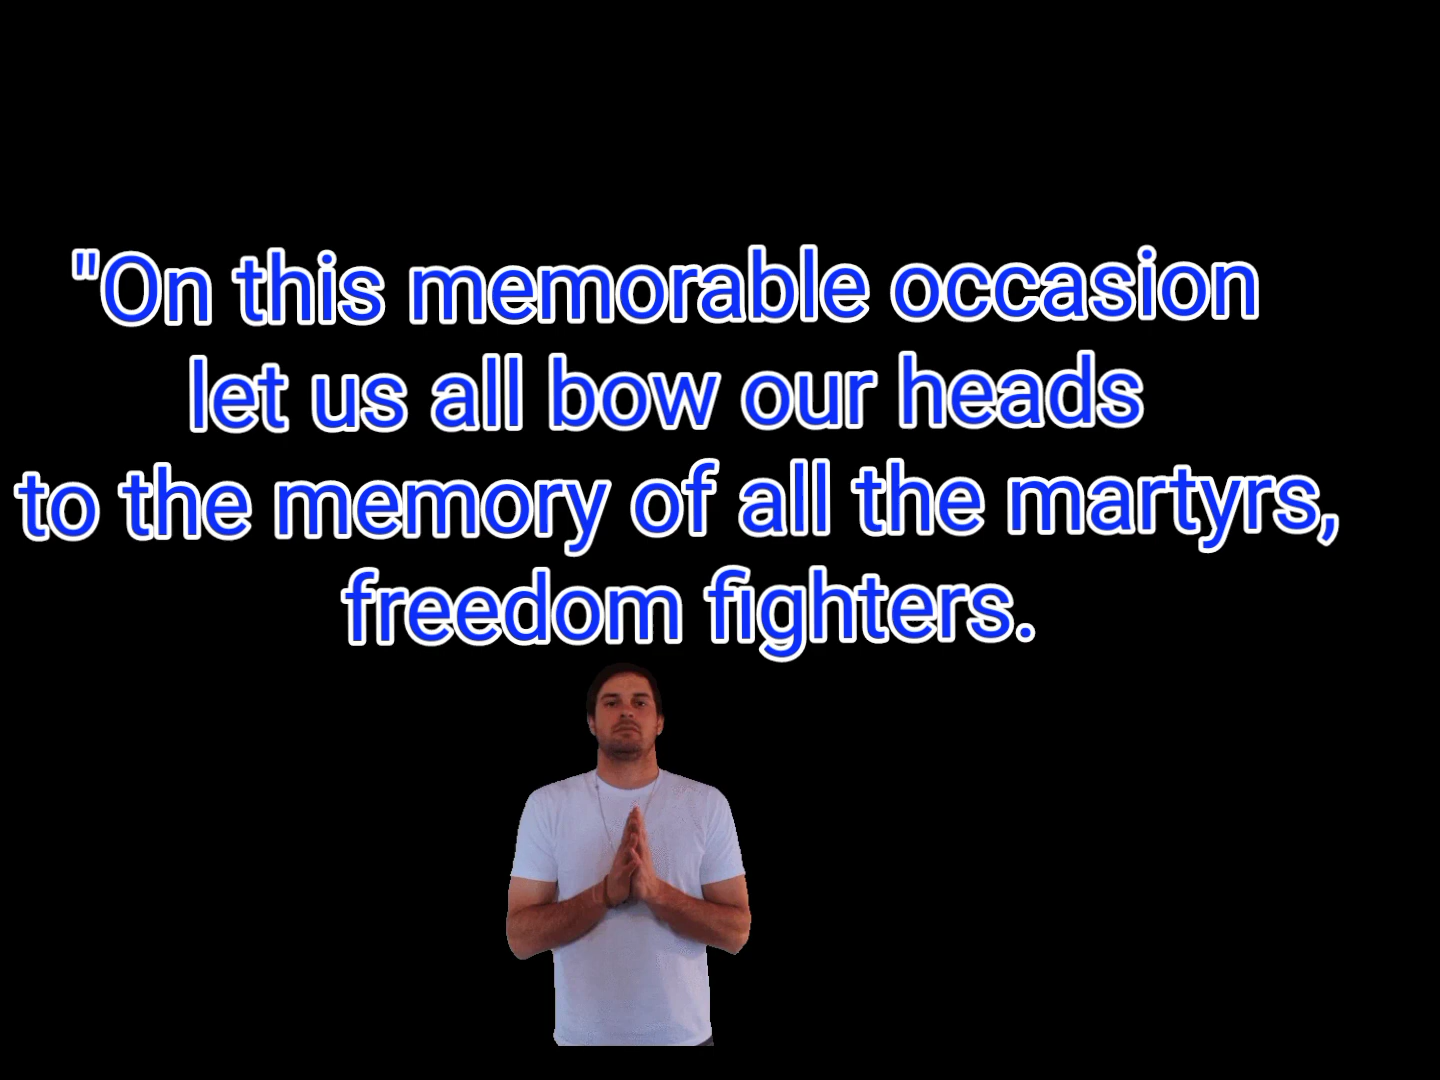 "On this memorable occasion
let us all bow our heads
to the memory of all the martyrs,
freedom fighters.